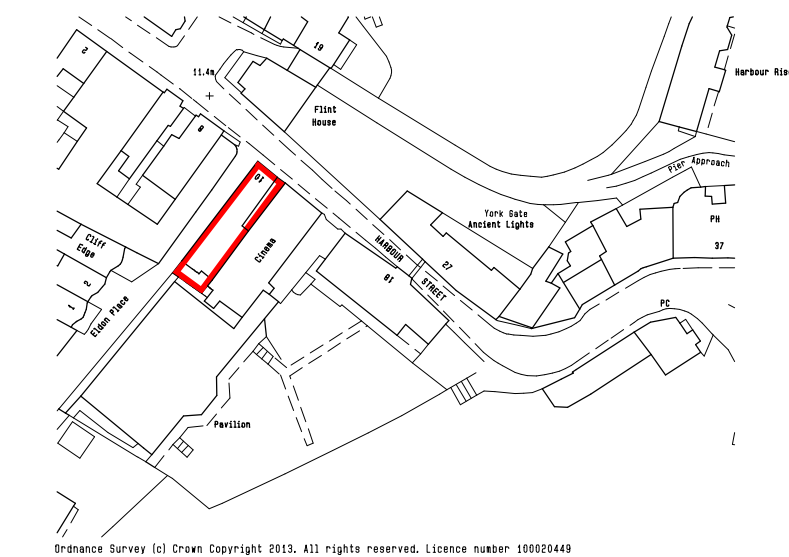 19
2
11.4m
Harbour Ris
Flint
House
8
Pier Approach
10
York Gate
Ancient Lights
PH
37
Cliff
Edge
Cinema
HARBOUR
STREET
27
18
2
1
Eldon Place
PC
Pavilion
Ordnance Survey (c) Crown Copyright 2013. All rights reserved. Licence number 100020449